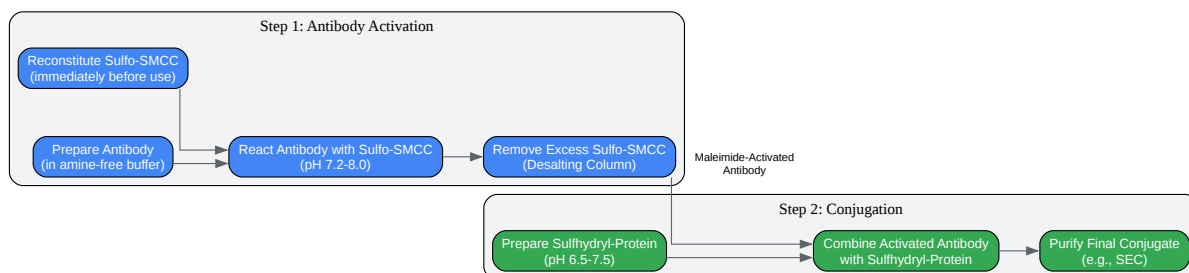 Step 1: Antibody Activation
Reconstitute Sulfo-SMCC
(immediately before use)
Prepare Antibody
(in amine-free buffer)
React Antibody with Sulfo-SMCC
(pH 7.2-8.0)
Remove Excess Sulfo-SMCC
(Desalting Column)
Maleimide-Activated
Antibody
Step 2: Conjugation
Prepare Sulfhydryl-Protein
(pH 6.5-7.5)
Combine Activated Antibody
with Sulfhydryl-Protein
Purify Final Conjugate
(e.g., SEC)